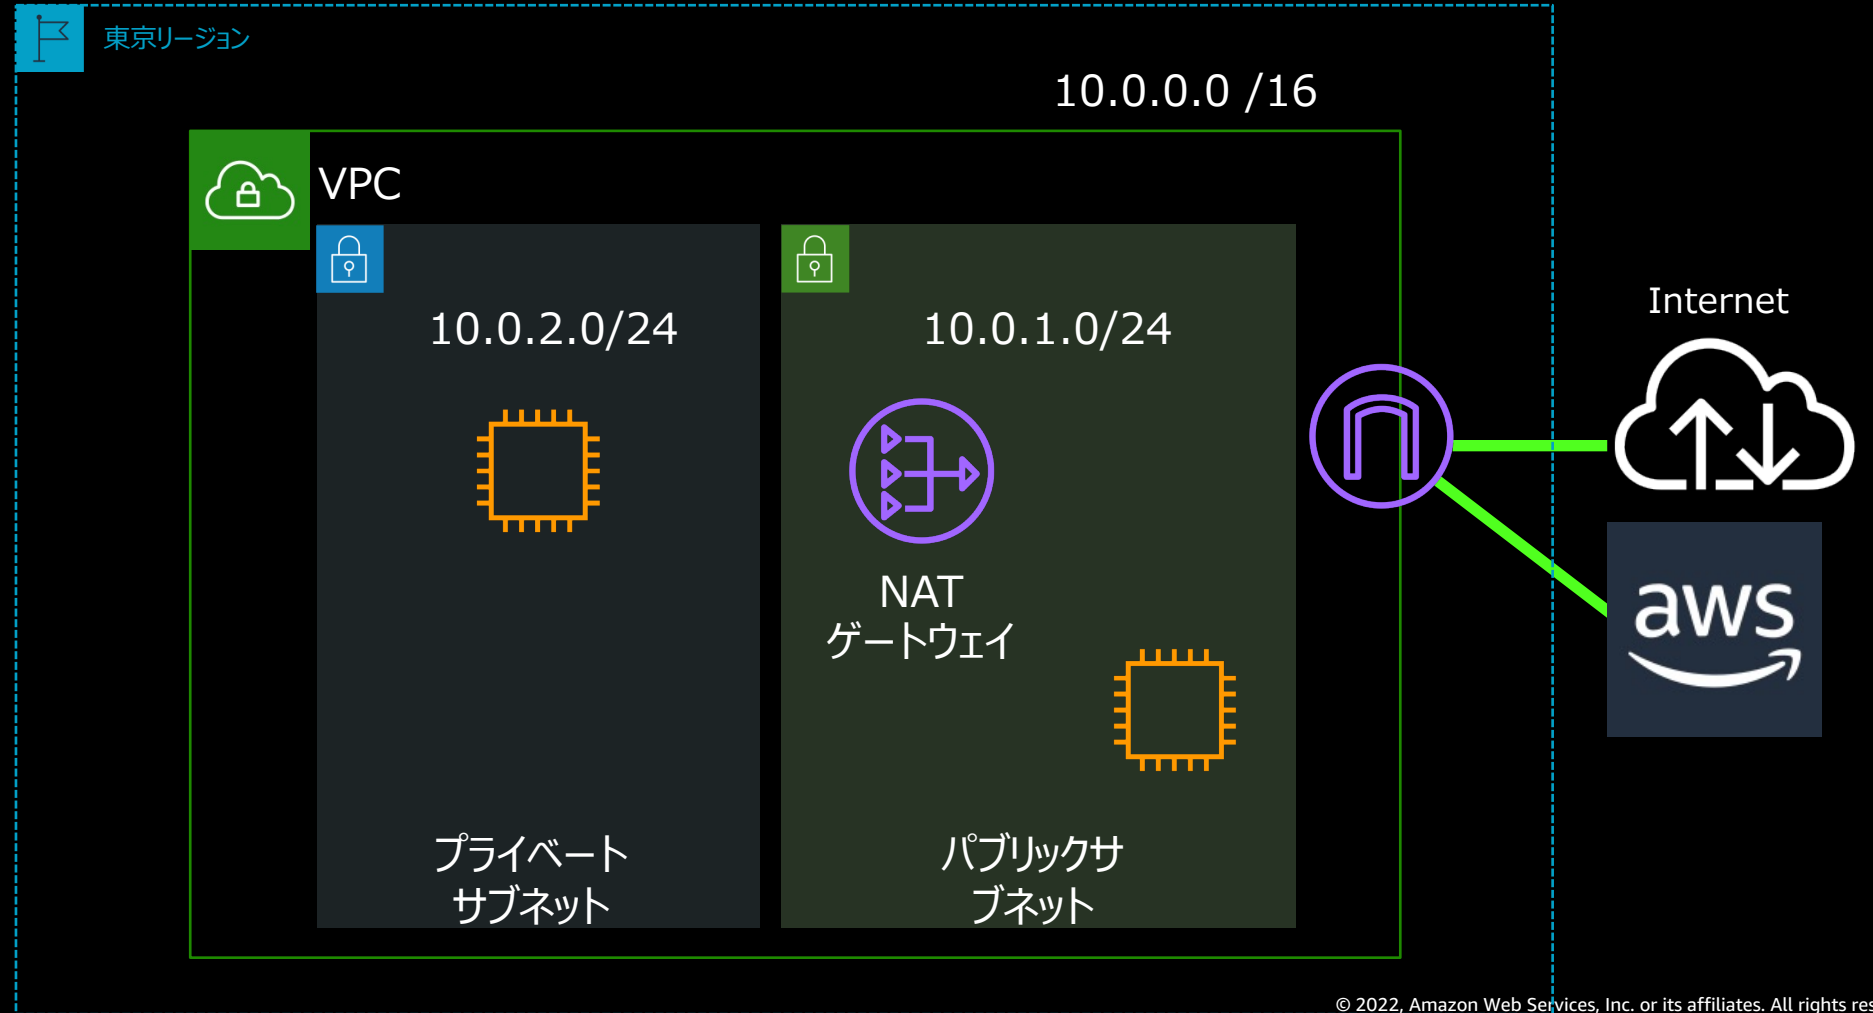 東京リージョン
10.0.0.0 /16
VPC
10.0.2.0/24
10.0.1.0/24
Internet
NAT
ゲートウェイ
aws
プライベート
サブネット
パブリックサ
ブネット
© 2022, Amazon Web Services, Inc. or its affiliates. All rights